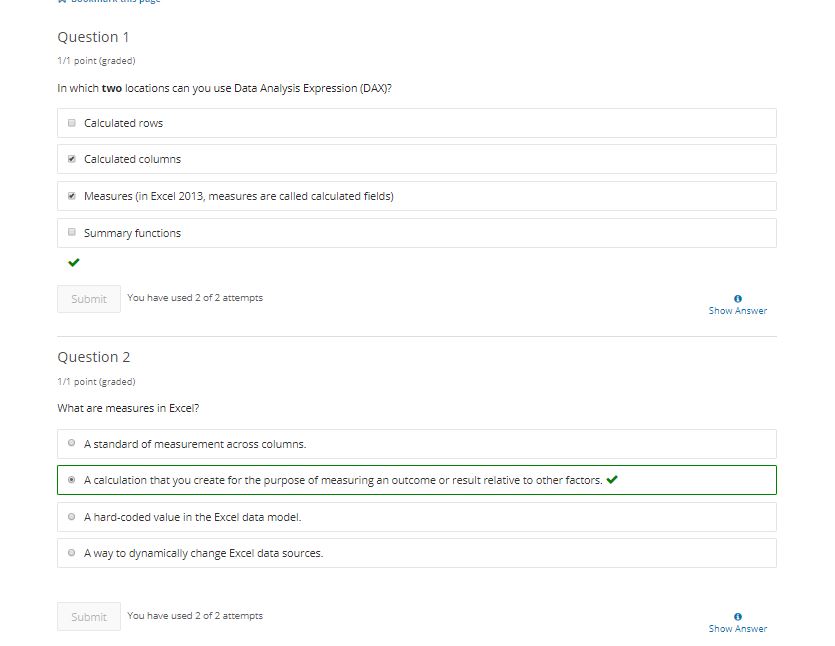 Bookmark this page
Question 1
1/1 point (graded)
In which two locations can you use Data Analysis Expression (DAX)?
Calculated rows
Calculated columns
Measures (in Excel 2013, measures are called calculated fields)
Summary functions
Submit You have used 2 of 2 attempts
Show Answer
Question 2
1/1 point (graded)
What are measures in Excel?
A standard of measurement across columns.
A calculation that you create for the purpose of measuring an outcome or result relative to other factors.
A hard-coded value in the Excel data model.
A way to dynamically change Excel data sources.
Submit You have used 2 of 2 attempts
Show Answer